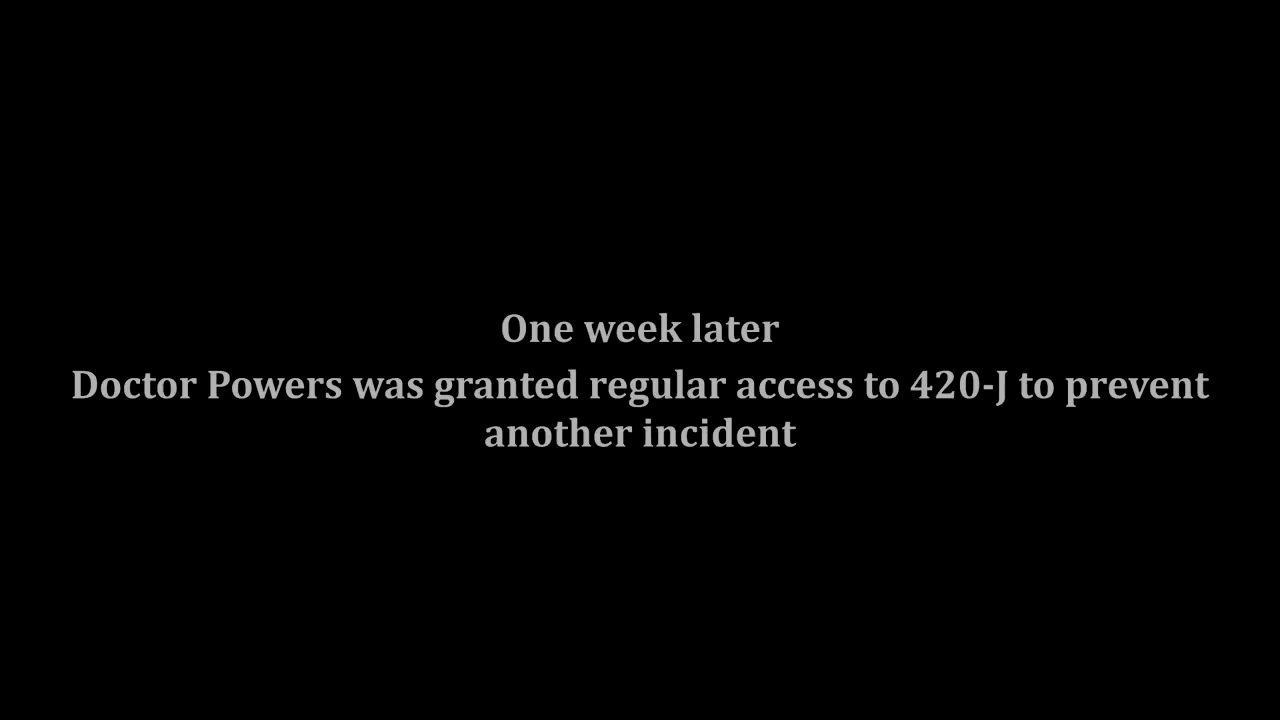 One week later
Doctor Powers was granted regular access to 420-J to prevent
another incident